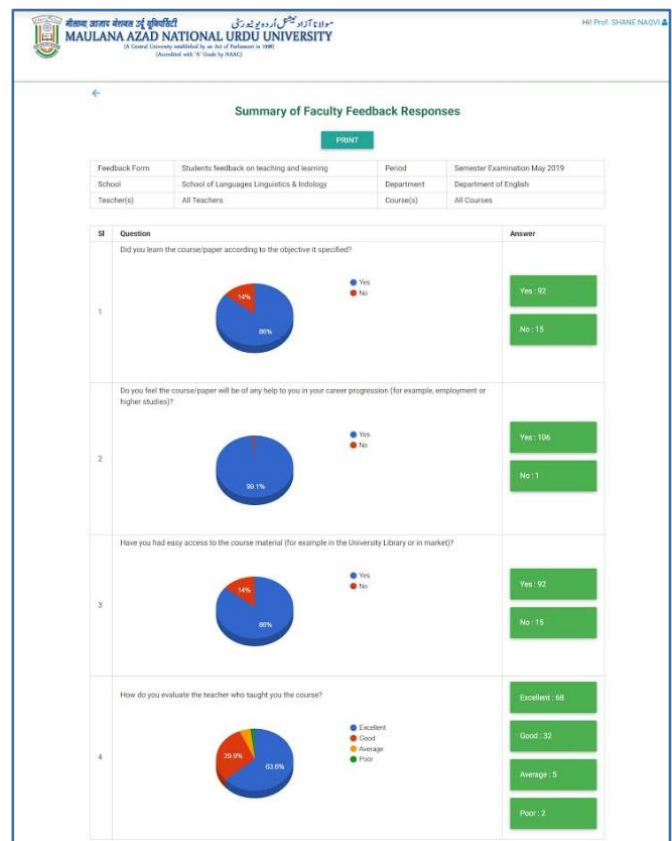 मौलाना आज़ाद नेशनल उर्दू यूनिवर्सिटी
مولانا آزاد نیشنل اُردو یونیورسٹی
MAULANA AZAD NATIONAL URDU UNIVERSITY
(A Central University established by an Act of Parliament in 1998)
(Accredited with 'A' Grade by NAAC)
Hi! Prof. SHANE NAQVI
Summary of Faculty Feedback Responses
PRINT
Feedback Form Students feedback on teaching and learning Period Semester Examination May 2019
School School of Languages Linguistics & Indology Department Department of English
Teacher(s) All Teachers Course(s) All Courses
Sl Question Answer
1
Did you learn the course/paper according to the objective it specified?
14%
86%
Yes
No
Yes : 92
No : 15
2
Do you feel the course/paper will be of any help to you in your career progression (for example, employment or
higher studies)?
99.1%
Yes
No
Yes : 106
No : 1
3
Have you had easy access to the course material (for example in the University Library or in market)?
14%
86%
Yes
No
Yes : 92
No : 15
4
How do you evaluate the teacher who taught you the course?
29.9%
63.6%
Excellent
Good
Average
Poor
Excellent : 68
Good : 32
Average : 5
Poor : 2